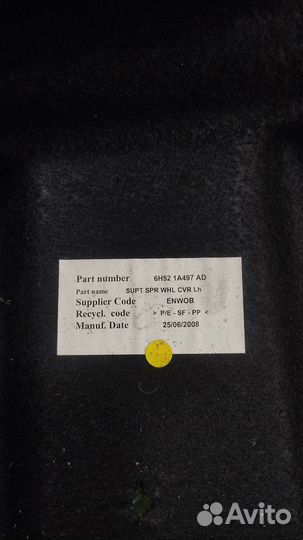 Part number 6H52 1A497 AD
Part name SUPT SPR WHL CVR Lh
Supplier Code ENWOB
Recycl. code > P/E - SF - PP <
Manuf. Date 25/06/2008
Avito